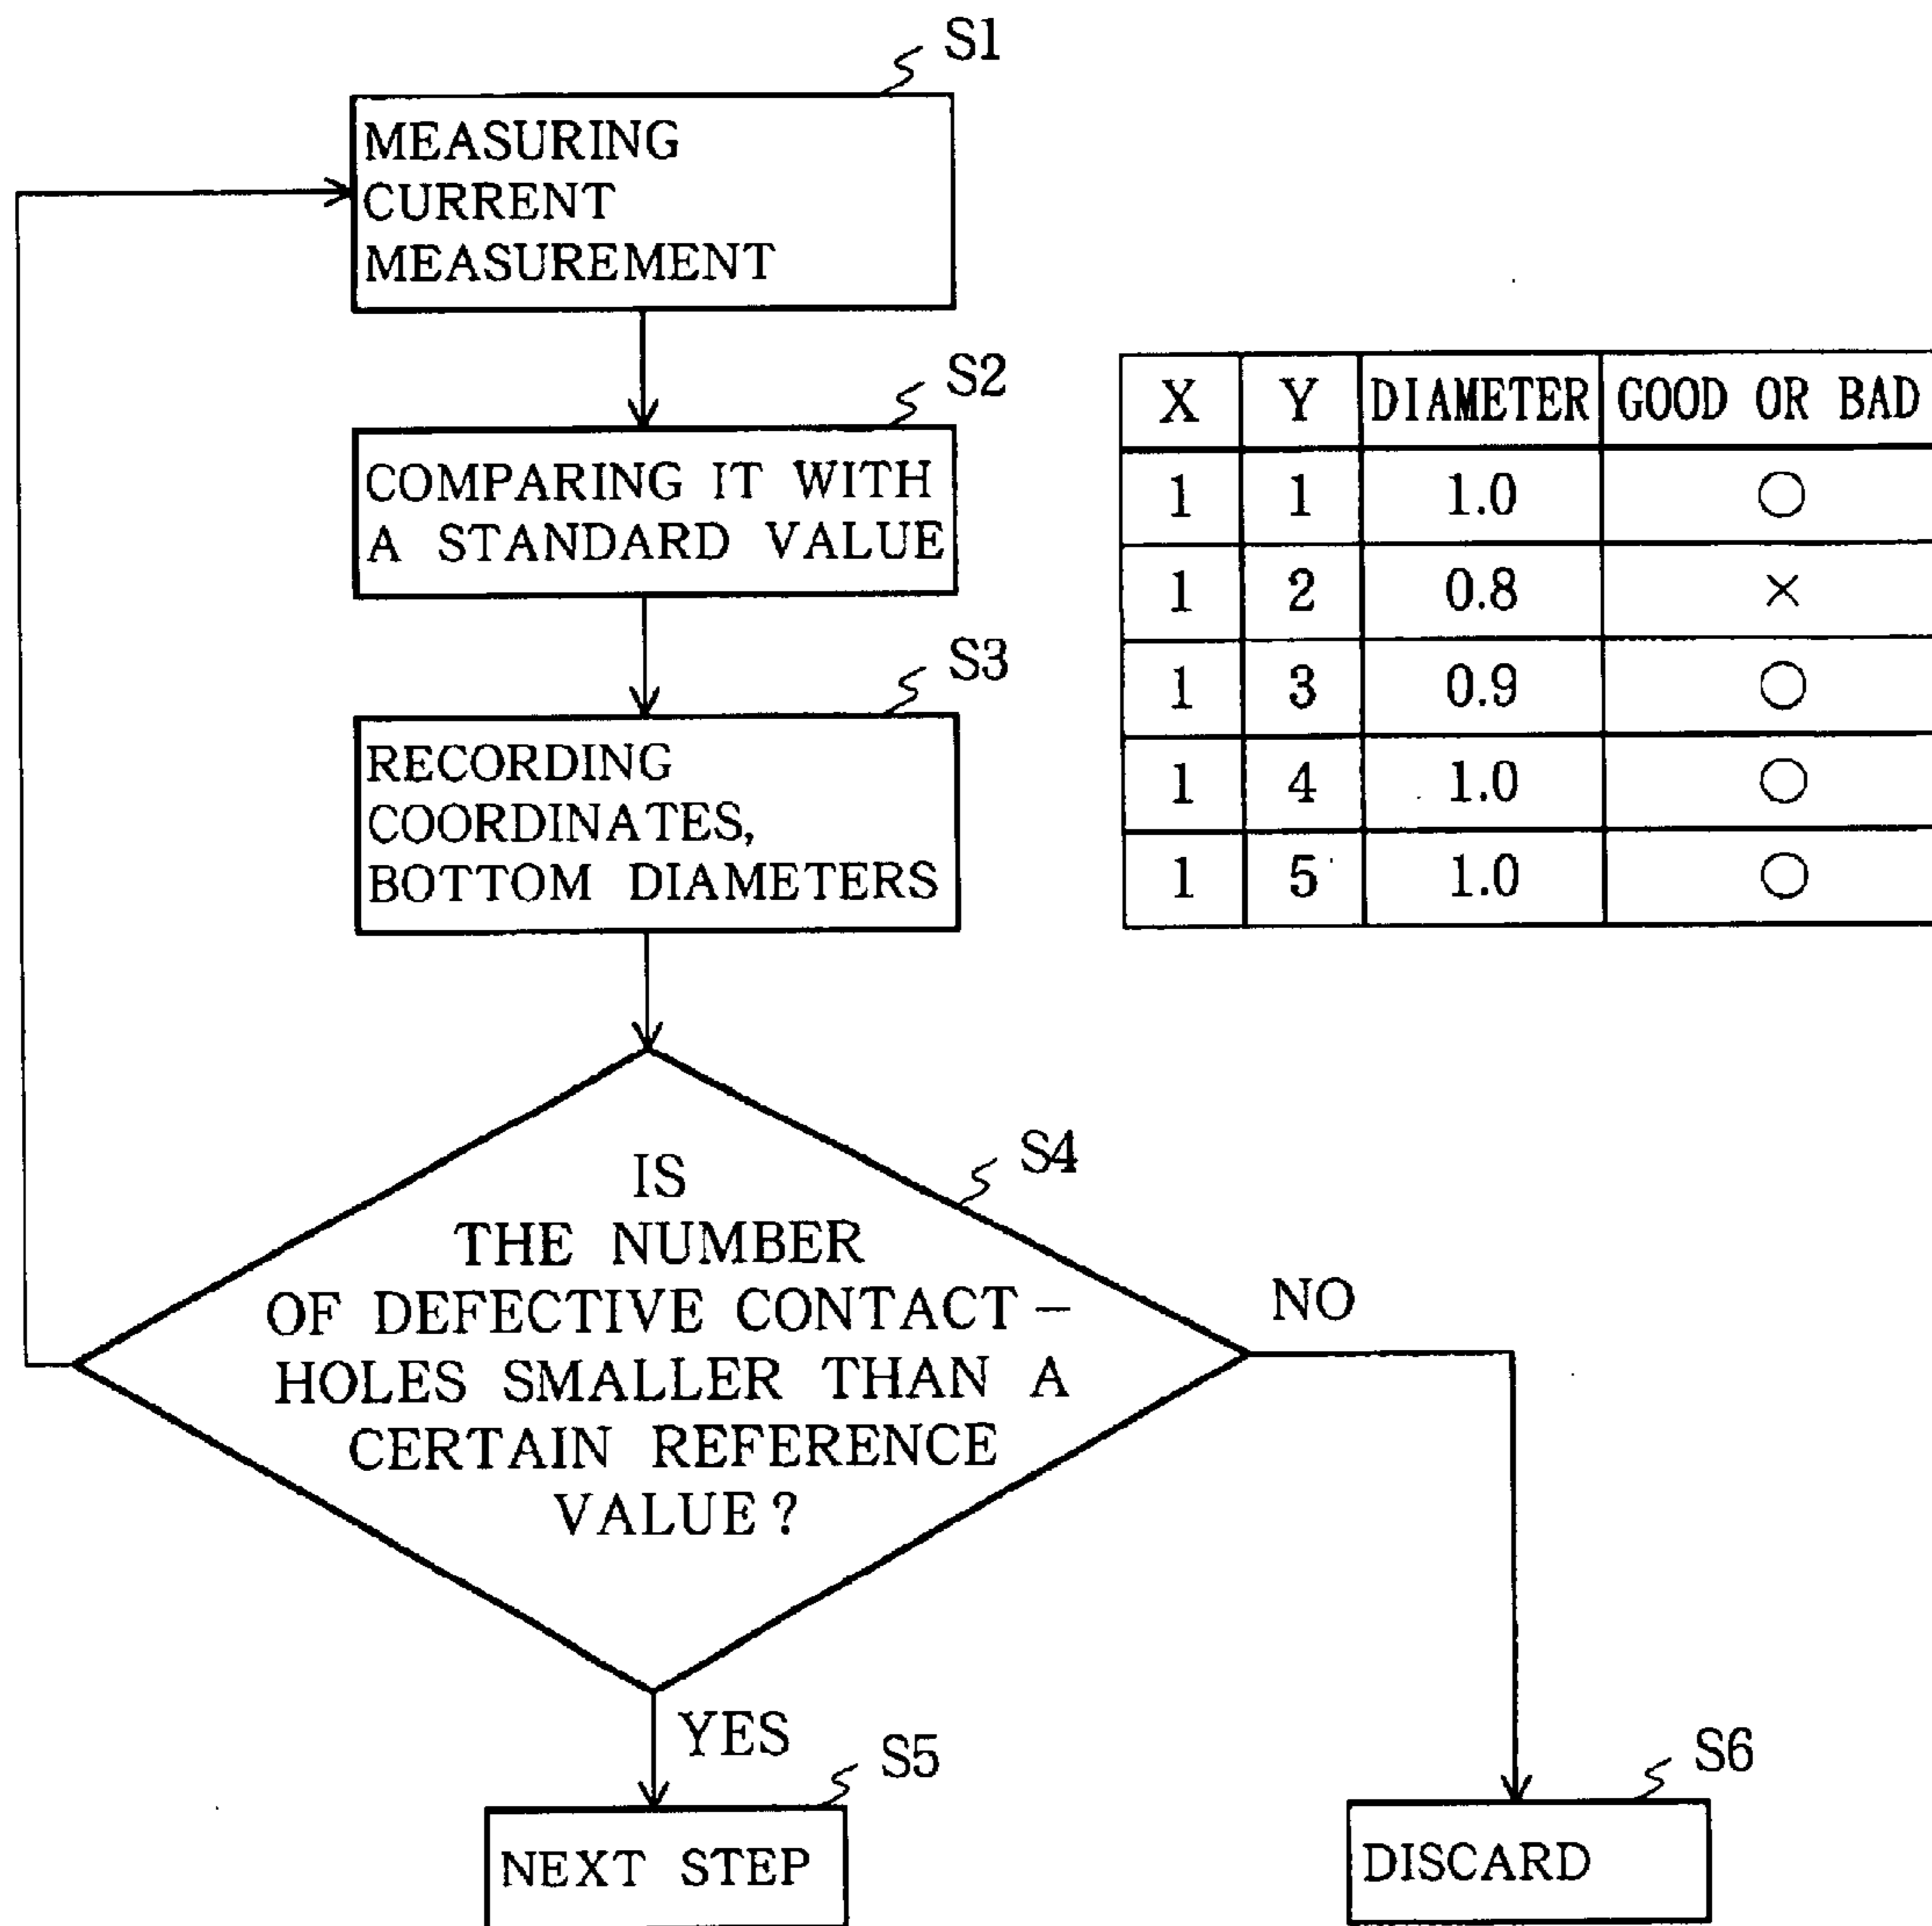 S1
MEASURING
CURRENT
MEASUREMENT
S2
COMPARING IT WITH
A STANDARD VALUE
S3
RECORDING
COORDINATES,
BOTTOM DIAMETERS
X Y DIAMETER GOOD OR BAD
1 1 1.0 ○
1 2 0.8 ×
1 3 0.9 ○
1 4 1.0 ○
1 5 1.0 ○
S4
IS
THE NUMBER
OF DEFECTIVE CONTACT-
HOLES SMALLER THAN A
CERTAIN REFERENCE
VALUE?
NO
YES
S5
NEXT STEP
S6
DISCARD